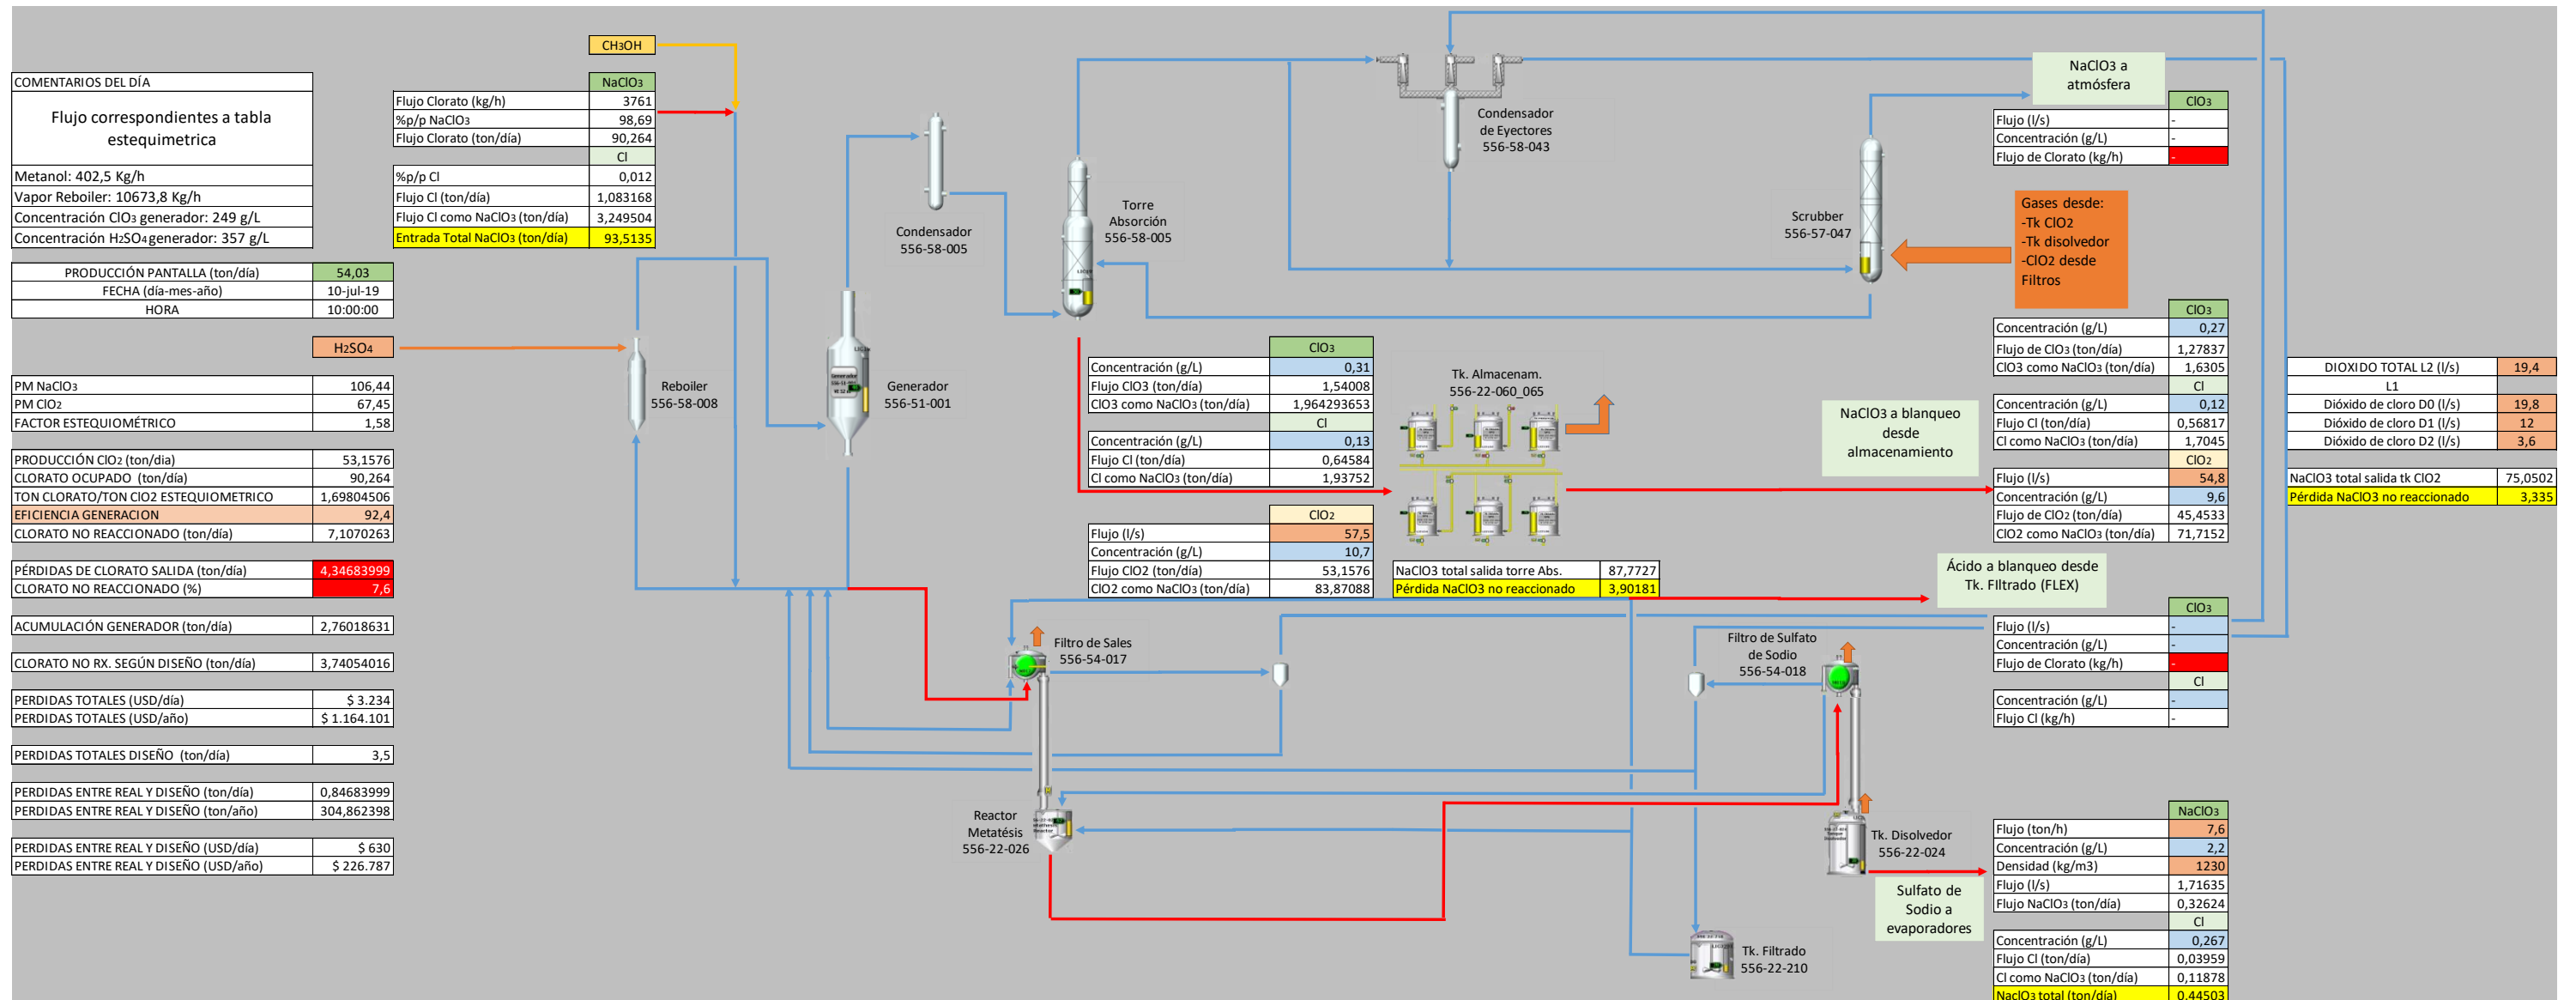 CH3OH
COMENTARIOS DEL DÍA
Flujo correspondientes a tabla
estequimetrica
Metanol: 402,5 Kg/h
Vapor Reboiler: 10673,8 Kg/h
Concentración ClO3 generador: 249 g/L
Concentración H2SO4 generador: 357 g/L
NaClO3
Flujo Clorato (kg/h) 3761
%p/p NaClO3 98,69
Flujo Clorato (ton/día) 90,264
Cl
%p/p Cl 0,012
Flujo Cl (ton/día) 1,083168
Flujo Cl como NaClO3 (ton/día) 3,249504
Entrada Total NaClO3 (ton/día) 93,5135
PRODUCCIÓN PANTALLA (ton/día) 54,03
FECHA (día-mes-año) 10-jul-19
HORA 10:00:00
H2SO4
PM NaClO3 106,44
PM ClO2 67,45
FACTOR ESTEQUIOMÉTRICO 1,58
PRODUCCIÓN ClO2 (ton/dia) 53,1576
CLORATO OCUPADO (ton/día) 90,264
TON CLORATO/TON ClO2 ESTEQUIOMETRICO 1,69804506
EFICIENCIA GENERACION 92,4
CLORATO NO REACCIONADO (ton/día) 7,1070263
PÉRDIDAS DE CLORATO SALIDA (ton/día) 4,34683999
CLORATO NO REACCIONADO (%) 7,6
ACUMULACIÓN GENERADOR (ton/día) 2,76018631
CLORATO NO RX. SEGÚN DISEÑO (ton/día) 3,74054016
PERDIDAS TOTALES (USD/día) $ 3.234
PERDIDAS TOTALES (USD/año) $ 1.164.101
PERDIDAS TOTALES DISEÑO (ton/día) 3,5
PERDIDAS ENTRE REAL Y DISEÑO (ton/día) 0,84683999
PERDIDAS ENTRE REAL Y DISEÑO (ton/año) 304,862398
PERDIDAS ENTRE REAL Y DISEÑO (USD/día) $ 630
PERDIDAS ENTRE REAL Y DISEÑO (USD/año) $ 226.787
Reboiler
556-58-008
Generador
556-51-001
Condensador
556-58-005
Torre
Absorción
556-58-005
Condensador
de Eyectores
556-58-043
Scrubber
556-57-047
NaClO3 a
atmósfera
ClO3
Flujo (l/s) -
Concentración (g/L) -
Flujo de Clorato (kg/h) -
Gases desde:
-Tk ClO2
-Tk disolvedor
-ClO2 desde
Filtros
ClO3
Concentración (g/L) 0,31
Flujo ClO3 (ton/día) 1,54008
ClO3 como NaClO3 (ton/día) 1,964293653
Cl
Concentración (g/L) 0,13
Flujo Cl (ton/día) 0,64584
Cl como NaClO3 (ton/día) 1,93752
ClO2
Flujo (l/s) 57,5
Concentración (g/L) 10,7
Flujo ClO2 (ton/día) 53,1576
ClO2 como NaClO3 (ton/día) 83,87088
Tk. Almacenam.
556-22-060_065
NaClO3 total salida torre Abs. 87,7727
Pérdida NaClO3 no reaccionado 3,90181
NaClO3 a blanqueo
desde
almacenamiento
ClO3
Concentración (g/L) 0,27
Flujo de ClO3 (ton/día) 1,27837
ClO3 como NaClO3 (ton/día) 1,6305
Cl
Concentración (g/L) 0,12
Flujo Cl (ton/día) 0,56817
Cl como NaClO3 (ton/día) 1,7045
ClO2
Flujo (l/s) 54,8
Concentración (g/L) 9,6
Flujo de ClO2 (ton/día) 45,4533
ClO2 como NaClO3 (ton/día) 71,7152
DIOXIDO TOTAL L2 (l/s) 19,4
L1
Dióxido de cloro D0 (l/s) 19,8
Dióxido de cloro D1 (l/s) 12
Dióxido de cloro D2 (l/s) 3,6
NaClO3 total salida tk ClO2 75,0502
Pérdida NaClO3 no reaccionado 3,335
Ácido a blanqueo desde
Tk. FIltrado (FLEX)
ClO3
Flujo (l/s) -
Concentración (g/L) -
Flujo de Clorato (kg/h) -
Cl
Concentración (g/L) -
Flujo Cl (kg/h) -
Filtro de Sales
556-54-017
Filtro de Sulfato
de Sodio
556-54-018
Reactor
Metatésis
556-22-026
Tk. Disolvedor
556-22-024
Sulfato de
Sodio a
evaporadores
Tk. Filtrado
556-22-210
NaClO3
Flujo (ton/h) 7,6
Concentración (g/L) 2,2
Densidad (kg/m3) 1230
Flujo (l/s) 1,71635
Flujo NaClO3 (ton/día) 0,32624
Cl
Concentración (g/L) 0,267
Flujo Cl (ton/día) 0,03959
Cl como NaClO3 (ton/día) 0,11878
NaClO3 total (ton/día) 0,44503